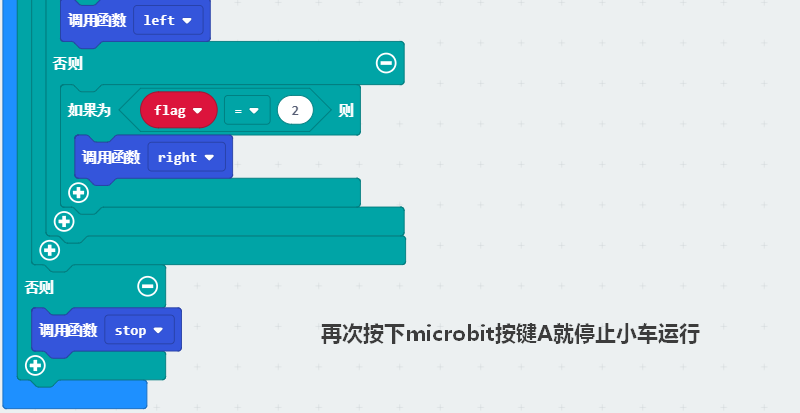 调用函数 left
否则
如果为 flag = 2 则
调用函数 right
否则
调用函数 stop
再次按下microbit按键A就停止小车运行